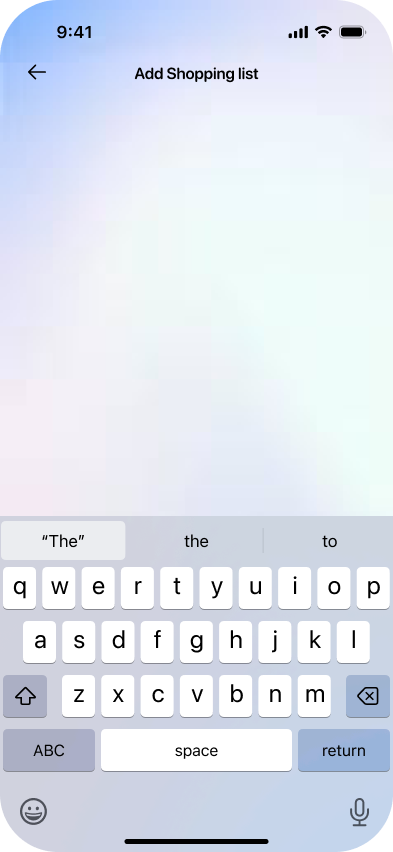 9:41
Add Shopping list
“The” the to
q w e r t y u i o p
a s d f g h j k l
z x c v b n m
ABC space return